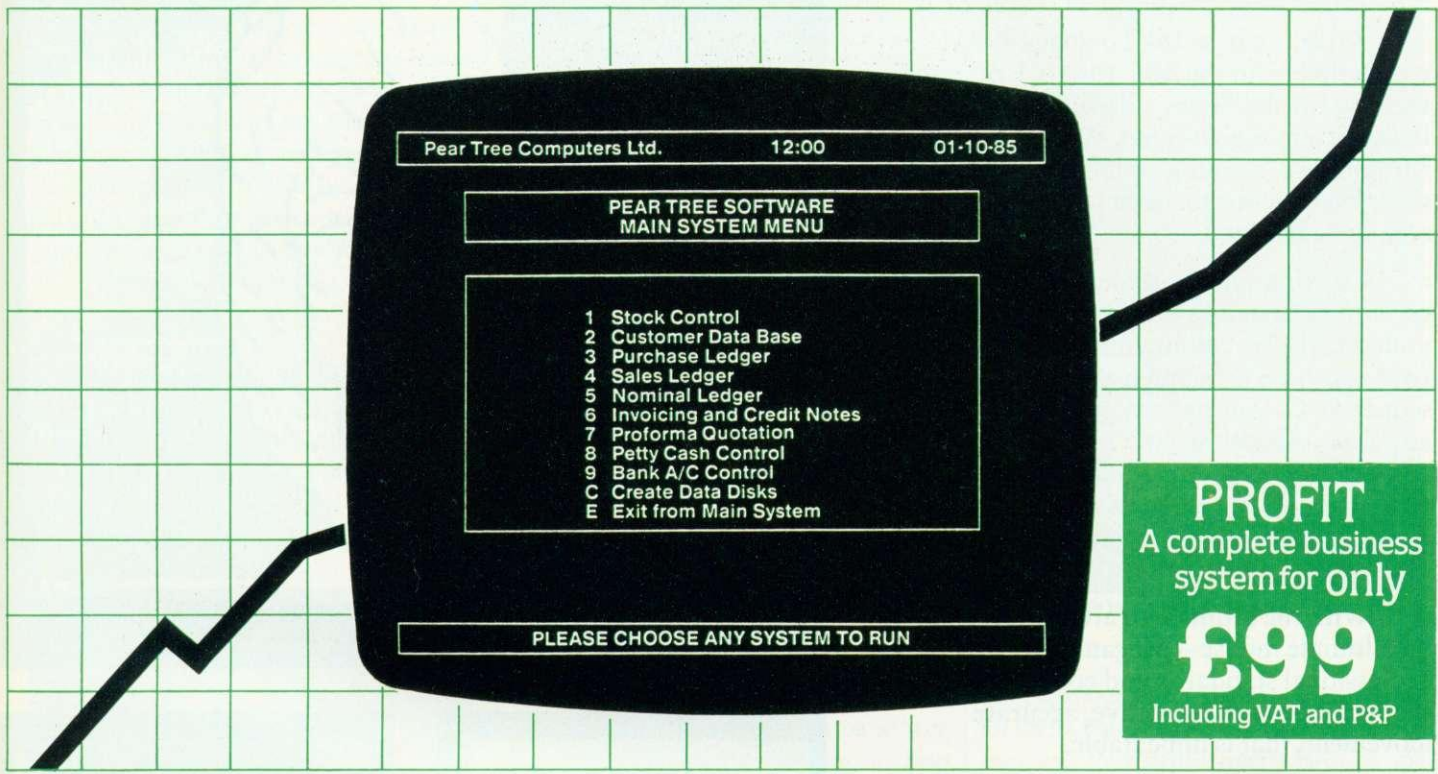 Pear Tree Computers Ltd. 12:00 01-10-85
PEAR TREE SOFTWARE
MAIN SYSTEM MENU
1 Stock Control
2 Customer Data Base
3 Purchase Ledger
4 Sales Ledger
5 Nominal Ledger
6 Invoicing and Credit Notes
7 Proforma Quotation
8 Petty Cash Control
9 Bank A/C Control
C Create Data Disks
E Exit from Main System
PLEASE CHOOSE ANY SYSTEM TO RUN
PROFIT
A complete business
system for only
£99
Including VAT and P&P